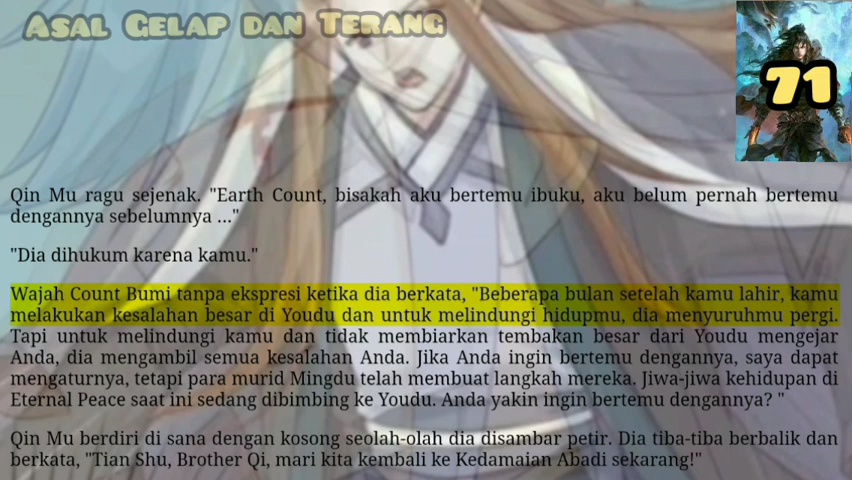 Asal Gelap dan Terang
71
Qin Mu ragu sejenak. "Earth Count, bisakah aku bertemu ibuku, aku belum pernah bertemu
dengannya sebelumnya ..."
"Dia dihukum karena kamu."
Wajah Count Bumi tanpa ekspresi ketika dia berkata, "Beberapa bulan setelah kamu lahir, kamu
melakukan kesalahan besar di Youdu dan untuk melindungi hidupmu, dia menyuruhmu pergi.
Tapi untuk melindungi kamu dan tidak membiarkan tembakan besar dari Youdu mengejar
Anda, dia mengambil semua kesalahan Anda. Jika Anda ingin bertemu dengannya, saya dapat
mengaturnya, tetapi para murid Mingdu telah membuat langkah mereka. Jiwa-jiwa kehidupan di
Eternal Peace saat ini sedang dibimbing ke Youdu. Anda yakin ingin bertemu dengannya? "
Qin Mu berdiri di sana dengan kosong seolah-olah dia disambar petir. Dia tiba-tiba berbalik dan
berkata, "Tian Shu, Brother Qi, mari kita kembali ke Kedamaian Abadi sekarang!"